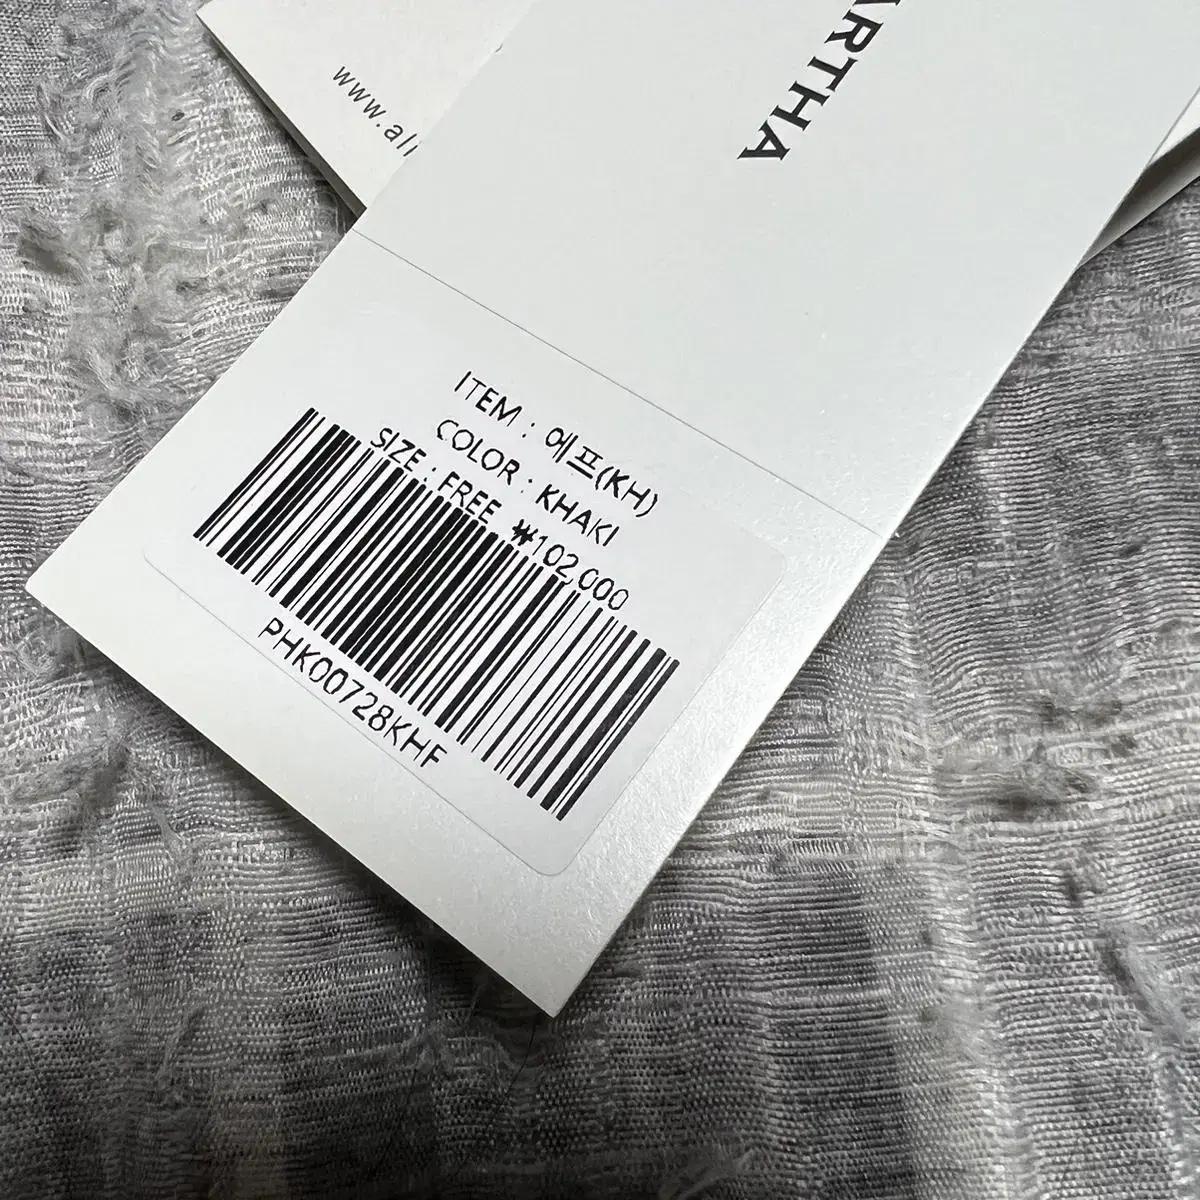 www.al
ARTHA
ITEM : 에프(KH)
COLOR : KHAKI
SIZE : FREE ₩102,000
PHK00728KHF